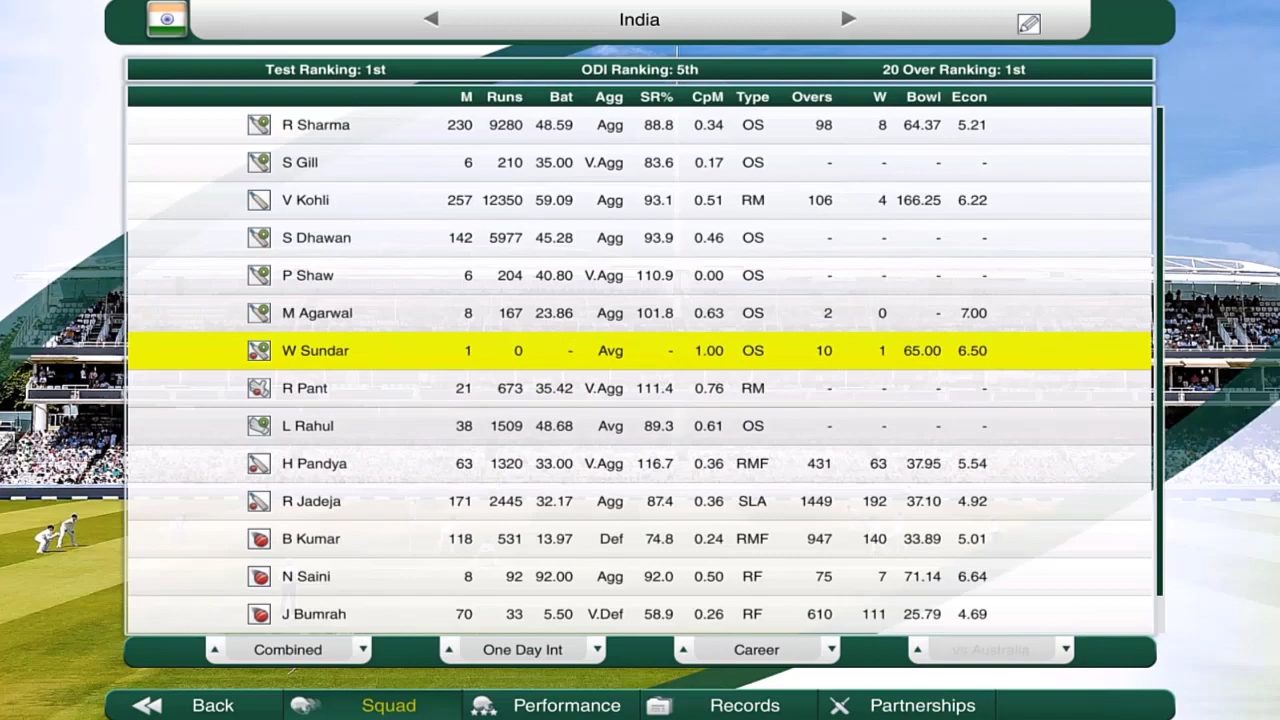 India
Test Ranking: 1st ODI Ranking: 5th 20 Over Ranking: 1st
M Runs Bat Agg SR% CpM Type Overs W Bowl Econ
R Sharma 230 9280 48.59 Agg 88.8 0.34 OS 98 8 64.37 5.21
S Gill 6 210 35.00 V.Agg 83.6 0.17 OS - - - -
V Kohli 257 12350 59.09 Agg 93.1 0.51 RM 106 4 166.25 6.22
S Dhawan 142 5977 45.28 Agg 93.9 0.46 OS - - - -
P Shaw 6 204 40.80 V.Agg 110.9 0.00 OS - - - -
M Agarwal 8 167 23.86 Agg 101.8 0.63 OS 2 0 - 7.00
W Sundar 1 0 - Avg - 1.00 OS 10 1 65.00 6.50
R Pant 21 673 35.42 V.Agg 111.4 0.76 RM - - - -
L Rahul 38 1509 48.68 Avg 89.3 0.61 OS - - - -
H Pandya 63 1320 33.00 V.Agg 116.7 0.36 RMF 431 63 37.95 5.54
R Jadeja 171 2445 32.17 Agg 87.4 0.36 SLA 1449 192 37.10 4.92
B Kumar 118 531 13.97 Def 74.8 0.24 RMF 947 140 33.89 5.01
N Saini 8 92 92.00 Agg 92.0 0.50 RF 75 7 71.14 6.64
J Bumrah 70 33 5.50 V.Def 58.9 0.26 RF 610 111 25.79 4.69
Combined One Day Int Career vs Australia
Back Squad Performance Records Partnerships